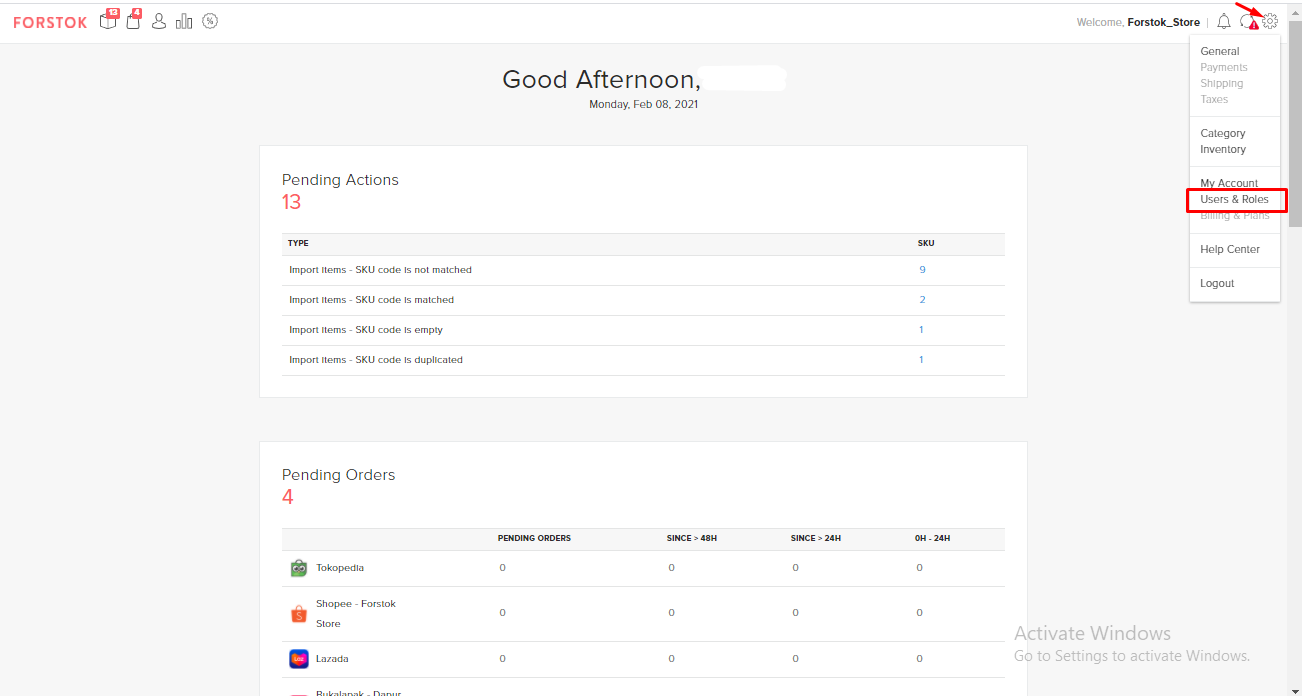 FORSTOK 13 4 Welcome, Forstok_Store
General
Payments
Shipping
Taxes
Category
Inventory
My Account
Users & Roles
Billing & Plans
Help Center
Logout
Good Afternoon,
Monday, Feb 08, 2021
Pending Actions
13
TYPE SKU
Import items - SKU code is not matched 9
Import items - SKU code is matched 2
Import items - SKU code is empty 1
Import items - SKU code is duplicated 1
Pending Orders
4
PENDING ORDERS SINCE > 48H SINCE > 24H 0H - 24H
Tokopedia 0 0 0 0
Shopee - Forstok
Store 0 0 0 0
Lazada 0 0 0 0
Bukalapak - Dapur
Activate Windows
Go to Settings to activate Windows.